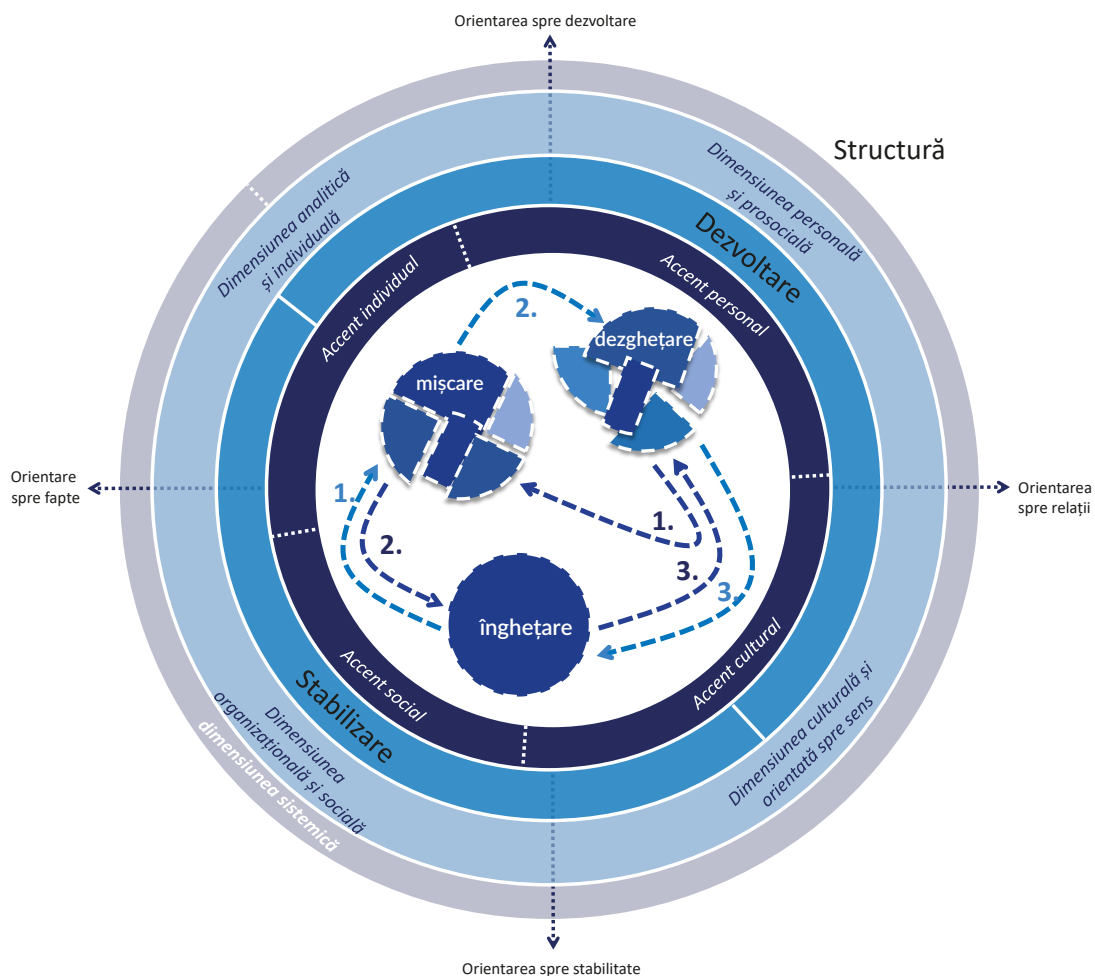 Orientarea spre dezvoltare
Structură
Dimensiunea analitică
și individuală
Dimensiunea personală
și prosocială
Dezvoltare
Accent individual
Accent personal
2.
dezghețare
mișcare
Orientare
spre fapte
Orientarea
spre relații
1.
2.
1.
3.
3.
înghețare
Accent social
Accent cultural
Stabilizare
Dimensiunea
organizațională și socială
dimensiunea sistemică
Dimensiunea culturală și
orientată spre sens
Orientarea spre stabilitate